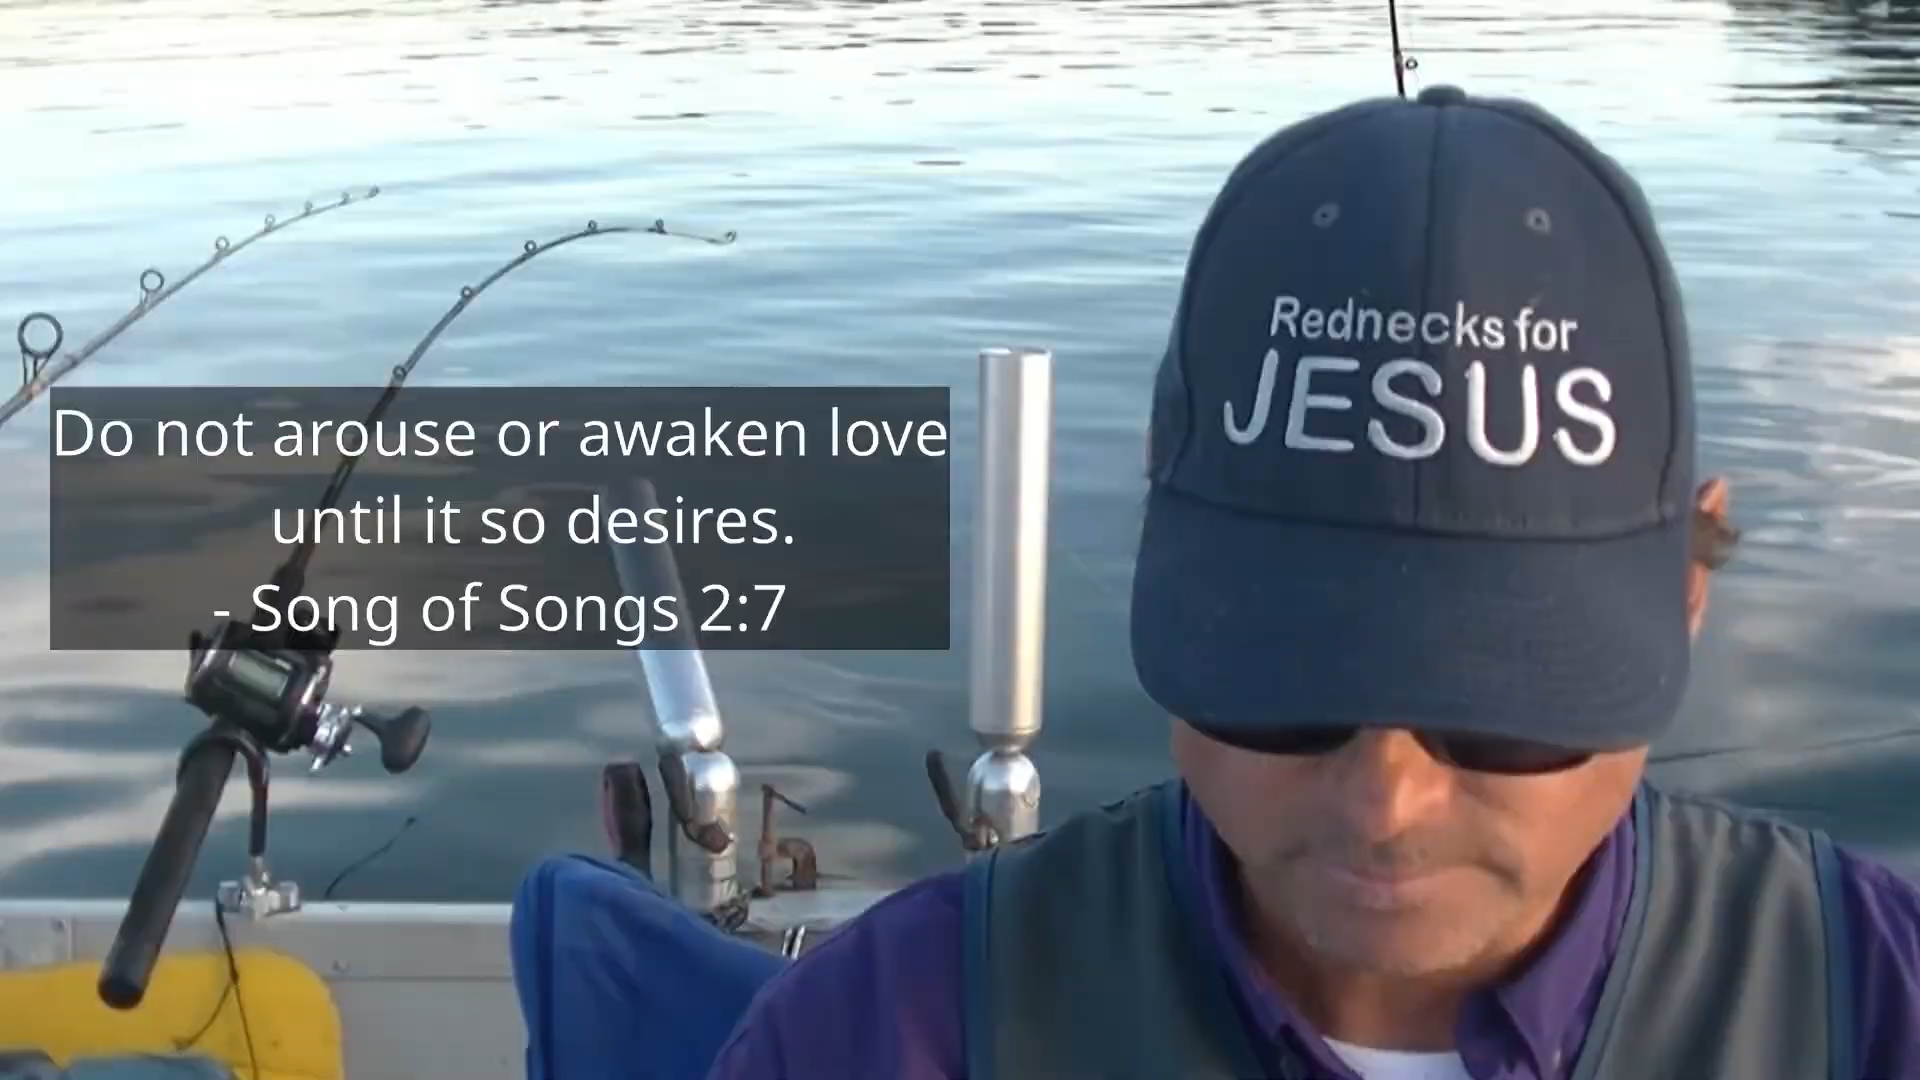 Do not arouse or awaken love
until it so desires.
- Song of Songs 2:7
Rednecks for
JESUS